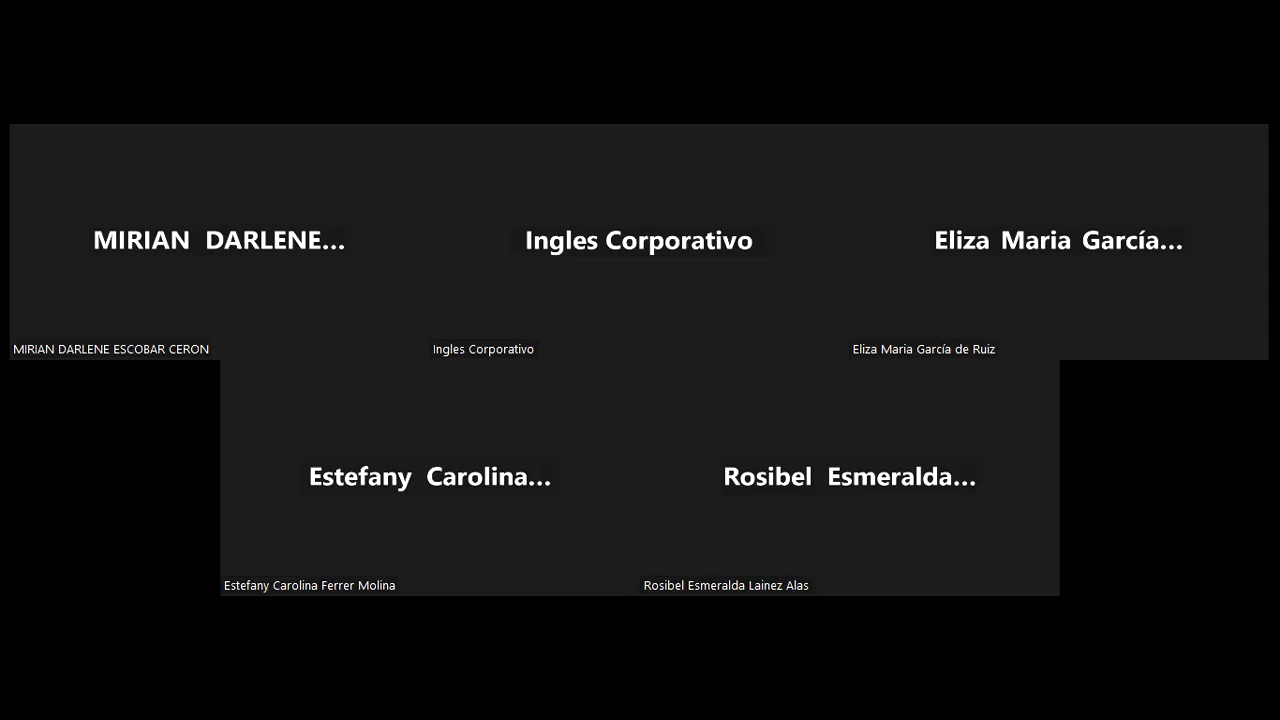 MIRIAN DARLENE...
Ingles Corporativo
Eliza Maria García...
MIRIAN DARLENE ESCOBAR CERON
Ingles Corporativo
Eliza Maria García de Ruiz
Estefany Carolina...
Rosibel Esmeralda...
Estefany Carolina Ferrer Molina
Rosibel Esmeralda Lainez Alas